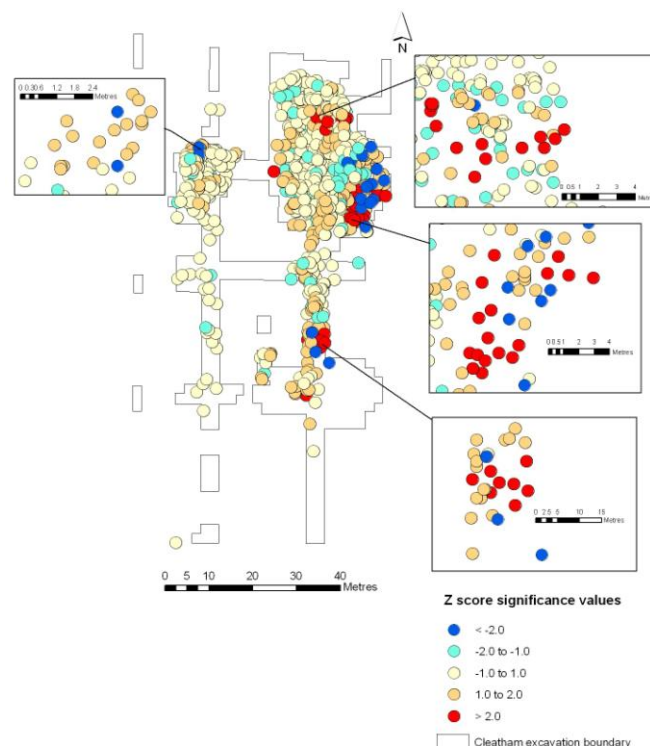 N
0 0.3 0.6 1.2 1.8 2.4
Metres
0 0.5 1 2 3 4
0 0.5 1 2 3 4
Metres
0 2.5 5 10 15
Metres
0 5 10 20 30 40
Metres
Z score significance values
< -2.0
-2.0 to -1.0
-1.0 to 1.0
1.0 to 2.0
> 2.0
Cleatham excavation boundary